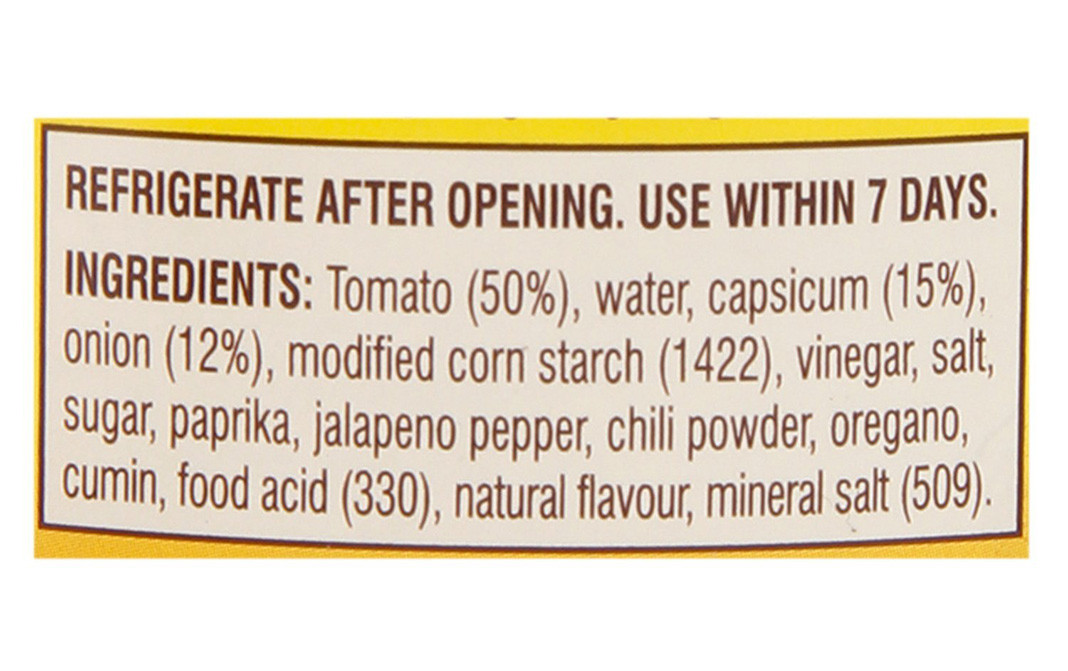 REFRIGERATE AFTER OPENING. USE WITHIN 7 DAYS.
INGREDIENTS: Tomato (50%), water, capsicum (15%),
onion (12%), modified corn starch (1422), vinegar, salt,
sugar, paprika, jalapeno pepper, chili powder, oregano,
cumin, food acid (330), natural flavour, mineral salt (509).